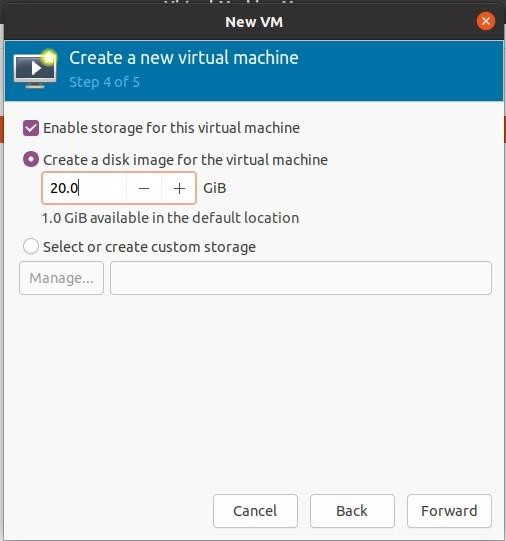 New VM
Create a new virtual machine
Step 4 of 5
Enable storage for this virtual machine
Create a disk image for the virtual machine
20.0 − + GiB
1.0 GiB available in the default location
Select or create custom storage
Manage...
Cancel Back Forward